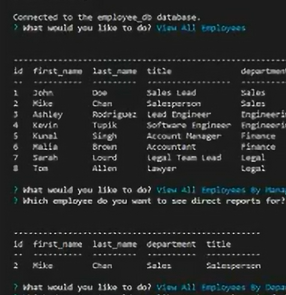 Connected to the employee_db database.
? What would you like to do? View All Employees
id first_name last_name title department
1 John Doe Sales Lead Sales
2 Mike Chan Salesperson Sales
3 Ashley Rodriguez Lead Engineer Engineeri
4 Kevin Tupik Software Engineer Engineeri
5 Kunal Singh Account Manager Finance
6 Malia Brown Accountant Finance
7 Sarah Lourd Legal Team Lead Legal
8 Tom Allen Lawyer Legal
? What would you like to do? View All Employees By Mana
? Which employee do you want to see direct reports for?
id first_name last_name department title
2 Mike Chan Sales Salesperson
? What would you like to do? View All Employees By Depa